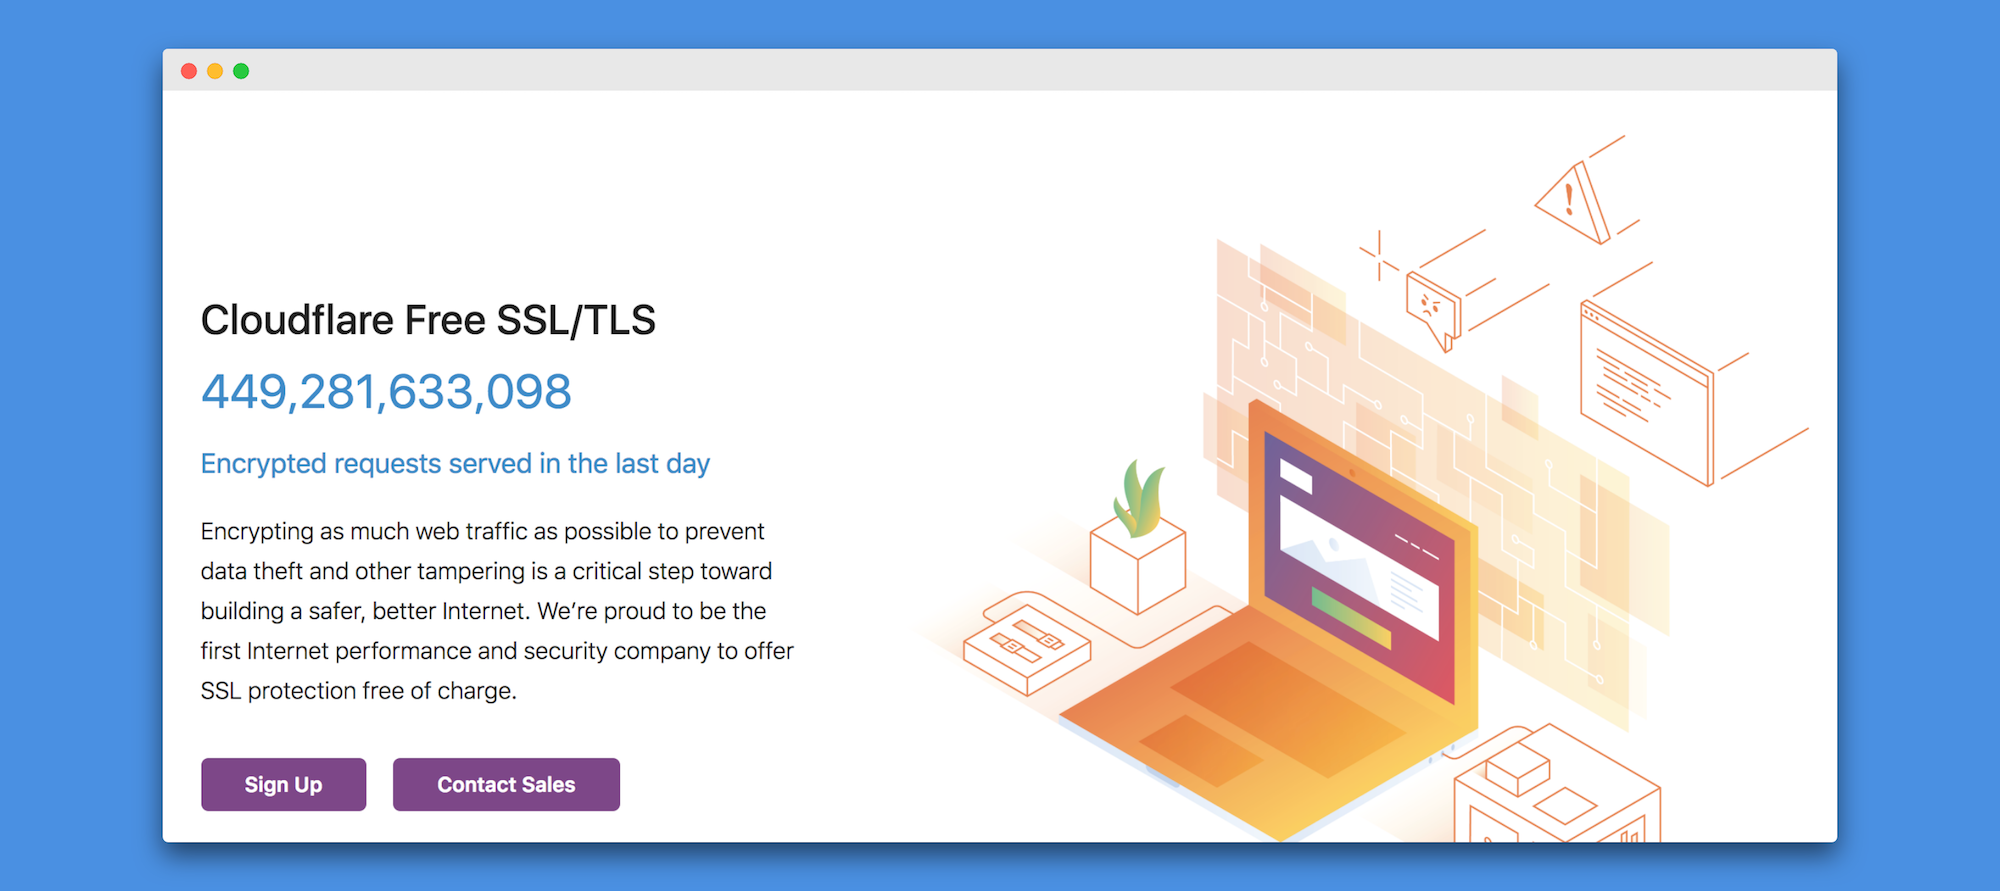 Cloudflare Free SSL/TLS
449,281,633,098
Encrypted requests served in the last day
Encrypting as much web traffic as possible to prevent
data theft and other tampering is a critical step toward
building a safer, better Internet. We’re proud to be the
first Internet performance and security company to offer
SSL protection free of charge.
Sign Up
Contact Sales
!